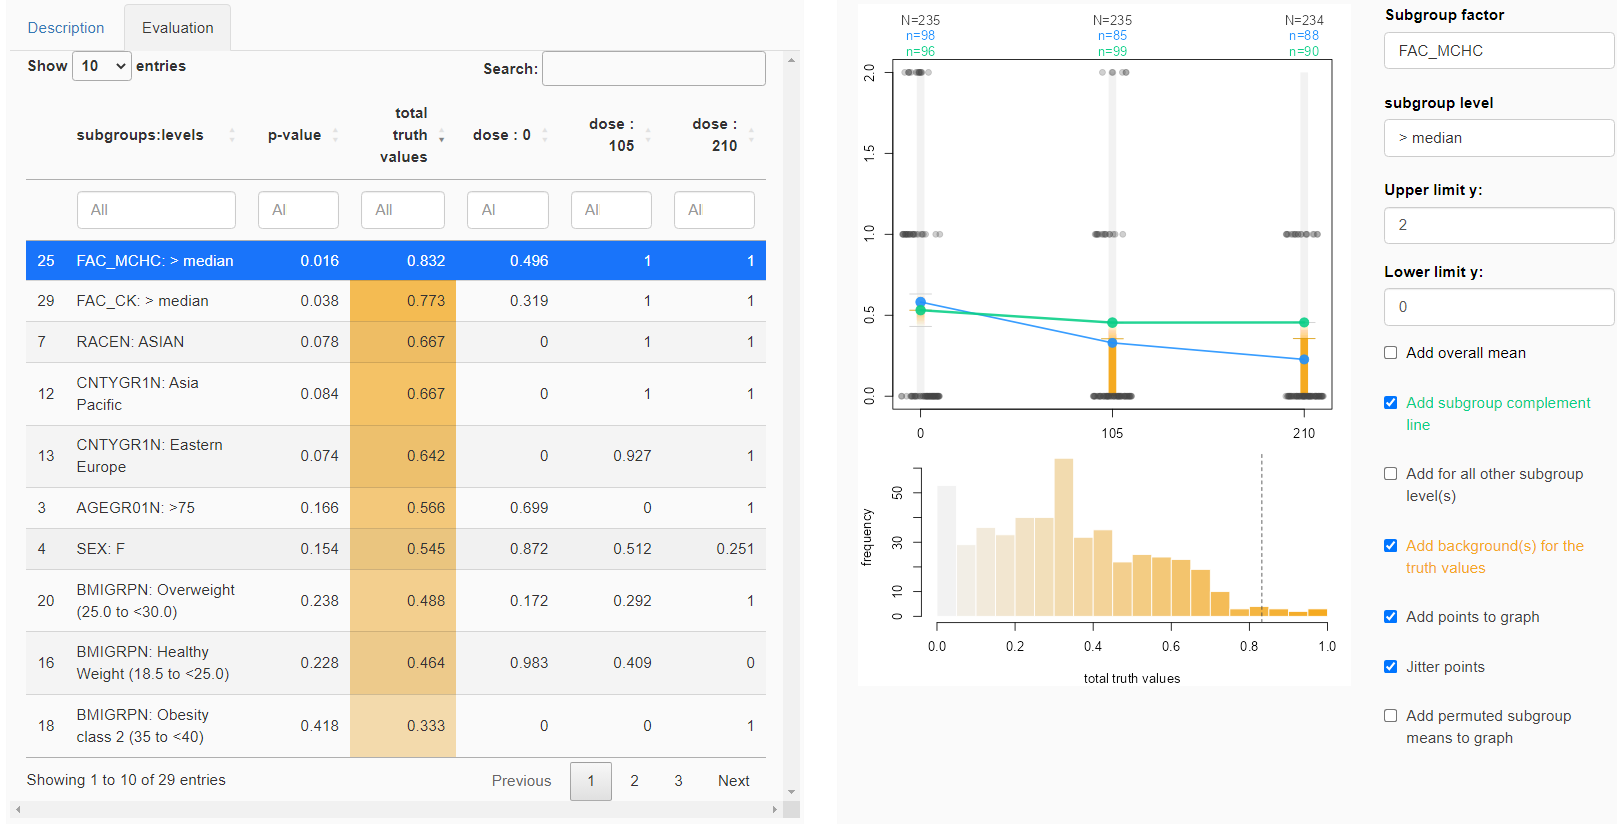 Description
Evaluation
Show 10 entries
Search:
subgroups:levels
p-value
total
truth
values
dose : 0
dose :
105
dose :
210
All
Al
All
Al
Al
Al
25 FAC_MCHC: > median 0.016 0.832 0.496 1 1
29 FAC_CK: > median 0.038 0.773 0.319 1 1
7 RACEN: ASIAN 0.078 0.667 0 1 1
12 CNTYGR1N: Asia 0.084 0.667 0 1 1
Pacific
13 CNTYGR1N: Eastern 0.074 0.642 0 0.927 1
Europe
3 AGEGR01N: >75 0.166 0.566 0.699 0 1
4 SEX: F 0.154 0.545 0.872 0.512 0.251
20 BMIGRPN: Overweight 0.238 0.488 0.172 0.292 1
(25.0 to <30.0)
16 BMIGRPN: Healthy 0.228 0.464 0.983 0.409 0
Weight (18.5 to <25.0)
18 BMIGRPN: Obesity 0.418 0.333 0 0 1
class 2 (35 to <40)
Showing 1 to 10 of 29 entries
Previous 1 2 3 Next
N=235 N=235 N=234
n=98 n=85 n=88
n=96 n=99 n=90
2.0
1.5
1.0
0.5
0.0
0 105 210
frequency
50
30
10
0
0.0 0.2 0.4 0.6 0.8 1.0
total truth values
Subgroup factor
FAC_MCHC
subgroup level
> median
Upper limit y:
2
Lower limit y:
0
Add overall mean
Add subgroup complement
line
Add for all other subgroup
level(s)
Add background(s) for the
truth values
Add points to graph
Jitter points
Add permuted subgroup
means to graph